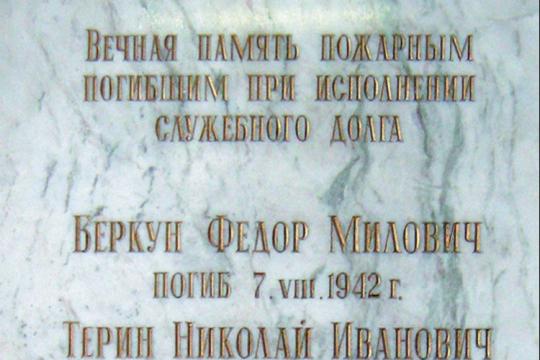 Вечная память пожарным
погибшим при исполнении
служебного долга
Беркун Федор Милович
погиб 7.VIII.1942 г.
Терин Николай Иванович